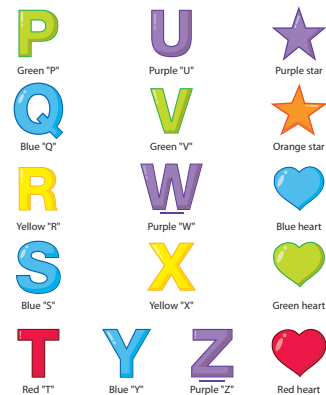 P U
Green "P" Purple "U" Purple star
Q V
Blue "Q" Green "V" Orange star
R W
Yellow "R" Purple "W" Blue heart
S X
Blue "S" Yellow "X" Green heart
T Y Z
Red "T" Blue "Y" Purple "Z" Red heart